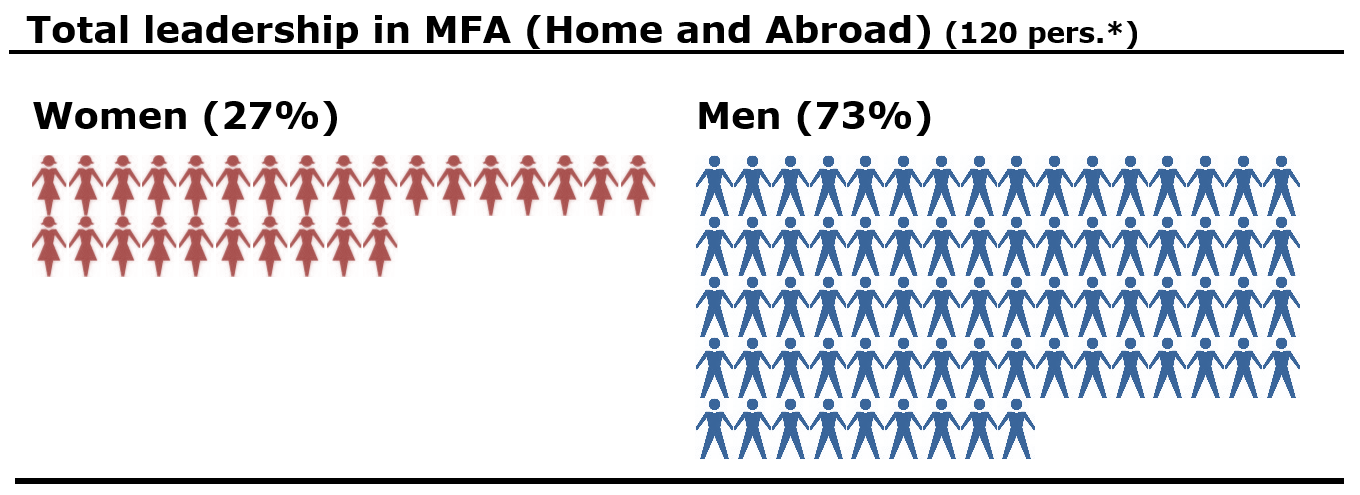 Total leadership in MFA (Home and Abroad) (120 pers.*)
Women (27%)
Men (73%)